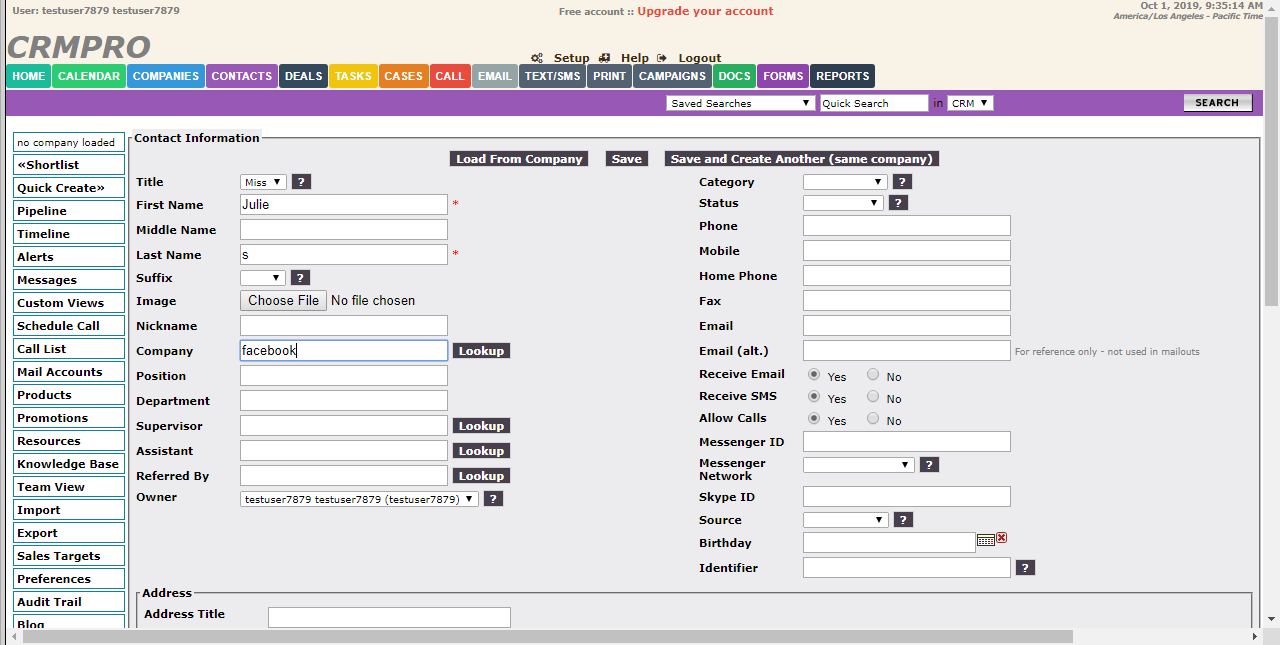 User: testuser7879 testuser7879
Free account :: Upgrade your account
Oct 1, 2019, 9:35:14 AM
America/Los Angeles - Pacific Time
CRMPRO
Setup Help Logout
HOME CALENDAR COMPANIES CONTACTS DEALS TASKS CASES CALL EMAIL TEXT/SMS PRINT CAMPAIGNS DOCS FORMS REPORTS
Saved Searches Quick Search in CRM SEARCH
no company loaded
«Shortlist
Quick Create»
Pipeline
Timeline
Alerts
Messages
Custom Views
Schedule Call
Call List
Mail Accounts
Products
Promotions
Resources
Knowledge Base
Team View
Import
Export
Sales Targets
Preferences
Audit Trail
Blog
Contact Information
Load From Company Save Save and Create Another (same company)
Title Miss ?
First Name Julie *
Middle Name
Last Name s *
Suffix ?
Image Choose File No file chosen
Nickname
Company facebook Lookup
Position
Department
Supervisor Lookup
Assistant Lookup
Referred By Lookup
Owner testuser7879 testuser7879 (testuser7879) ?
Category ?
Status ?
Phone
Mobile
Home Phone
Fax
Email
Email (alt.) For reference only - not used in mailouts
Receive Email Yes No
Receive SMS Yes No
Allow Calls Yes No
Messenger ID
Messenger
Network ?
Skype ID
Source ?
Birthday
Identifier ?
Address
Address Title